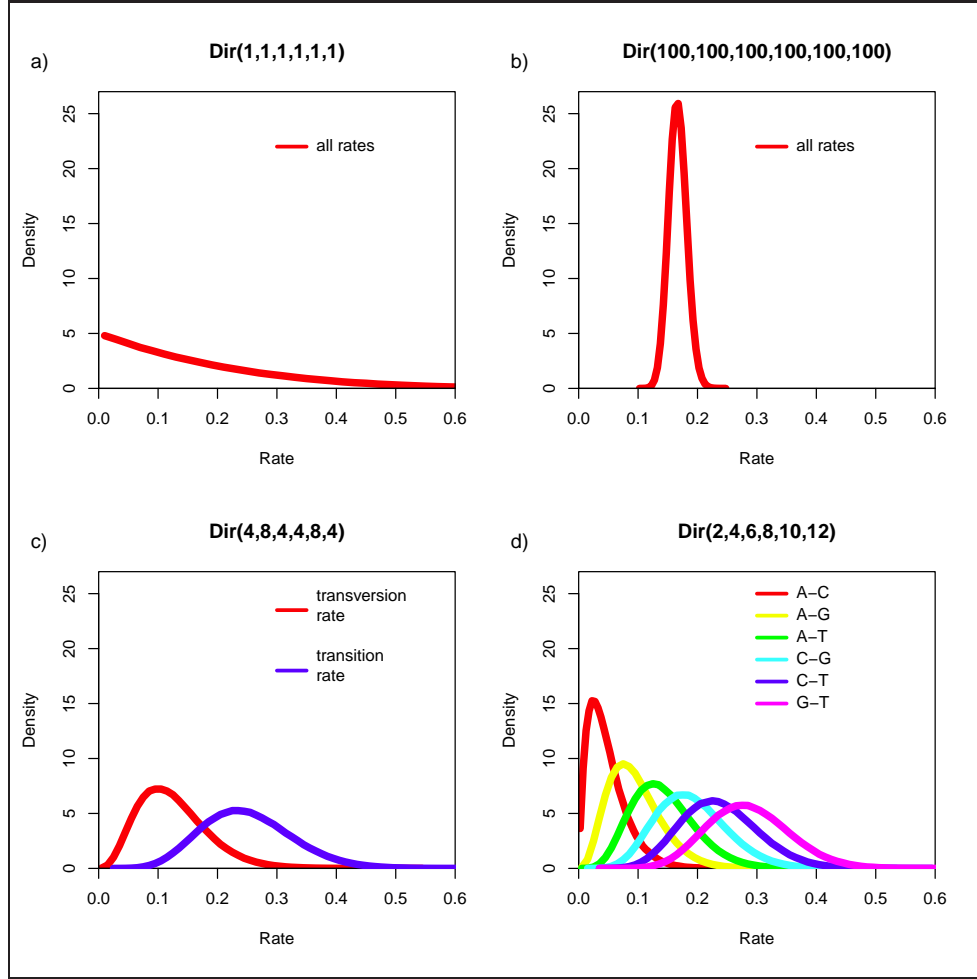 a)
Dir(1,1,1,1,1,1)
Density
25
20
15
10
5
0
all rates
0.0 0.1 0.2 0.3 0.4 0.5 0.6
Rate
b)
Dir(100,100,100,100,100,100)
Density
25
20
15
10
5
0
all rates
0.0 0.1 0.2 0.3 0.4 0.5 0.6
Rate
c)
Dir(4,8,4,4,8,4)
Density
25
20
15
10
5
0
transversion
rate
transition
rate
0.0 0.1 0.2 0.3 0.4 0.5 0.6
Rate
d)
Dir(2,4,6,8,10,12)
Density
25
20
15
10
5
0
A−C
A−G
A−T
C−G
C−T
G−T
0.0 0.1 0.2 0.3 0.4 0.5 0.6
Rate